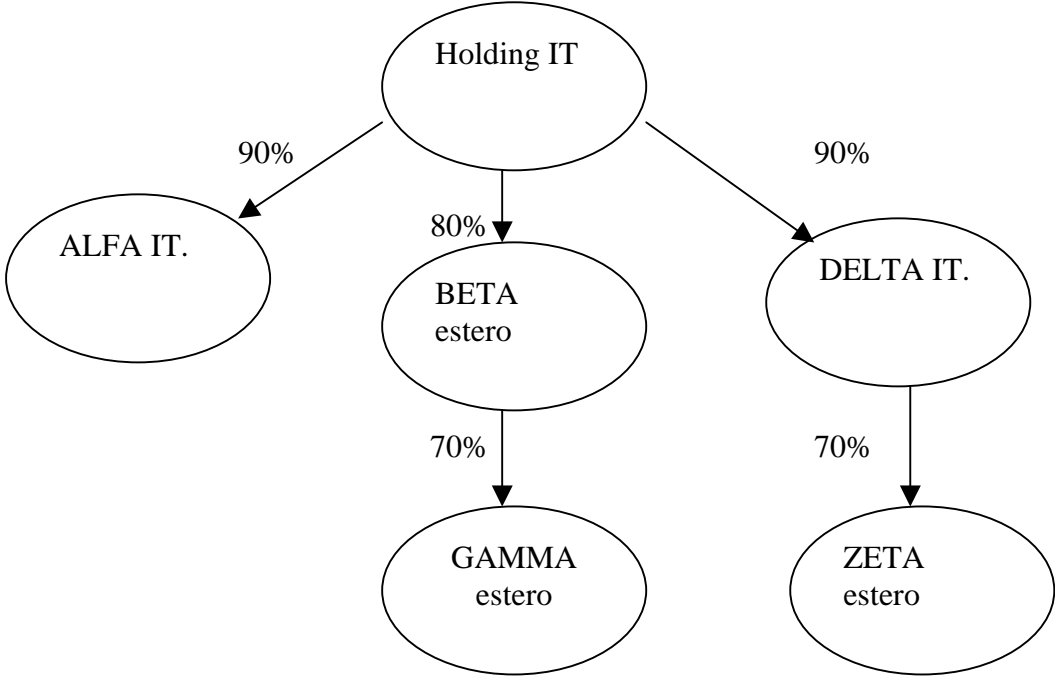 Holding IT
90%
90%
ALFA IT.
80%
DELTA IT.
BETA
estero
70%
70%
GAMMA
estero
ZETA
estero